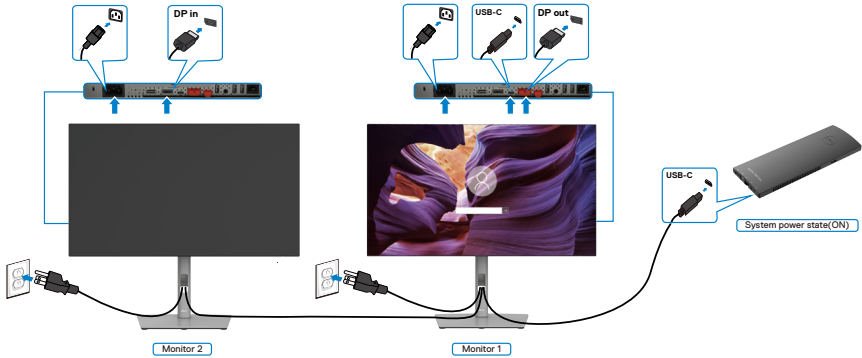 DP in
USB-C
DP out
USB-C
System power state(ON)
Monitor 2
Monitor 1